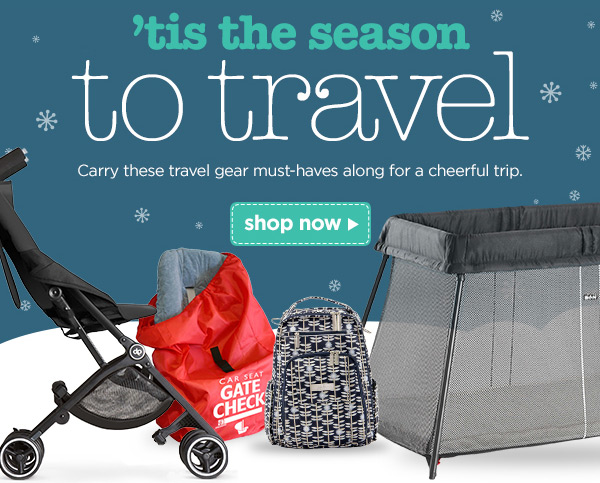 'tis the season
to travel
Carry these travel gear must-haves along for a cheerful trip.
shop now
dp
CAR SEAT
GATE
CHECK